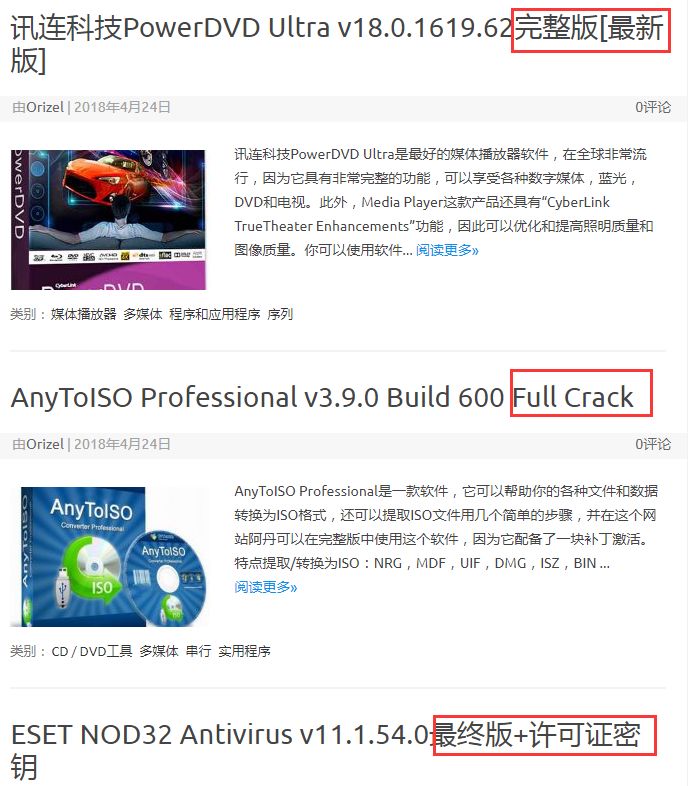 讯连科技PowerDVD Ultra v18.0.1619.62完整版[最新
版]
由Orizel | 2018年4月24日
0评论
讯连科技PowerDVD Ultra是最好的媒体播放器软件，在全球非常流
行，因为它具有非常完整的功能，可以享受各种数字媒体，蓝光，
DVD和电视。此外，Media Player这款产品还具有“CyberLink
TrueTheater Enhancements”功能，因此可以优化和提高照明质量和
图像质量。你可以使用软件... 阅读更多»
PowerDVD
CyberLink
类别： 媒体播放器 多媒体 程序和应用程序 序列
AnyToISO Professional v3.9.0 Build 600 Full Crack
由Orizel | 2018年4月24日
0评论
AnyToISO
Converter Professional
AnyToISO
ISO
AnyToISO Professional是一款软件，它可以帮助你的各种文件和数据
转换为ISO格式，还可以提取ISO文件用几个简单的步骤，并在这个网
站阿丹可以在完整版中使用这个软件，因为它配备了一块补丁激活。
特点提取/转换为ISO：NRG，MDF，UIF，DMG，ISZ，BIN ...
阅读更多»
类别： CD / DVD工具 多媒体 串行 实用程序
ESET NOD32 Antivirus v11.1.54.0最终版+许可证密
钥